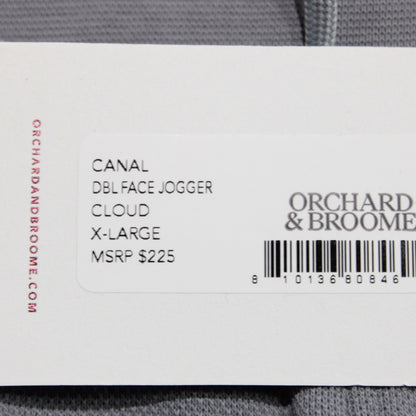 ORCHARDANDBROOME.COM
CANAL
DBL FACE JOGGER
CLOUD
X-LARGE
MSRP $225
ORCHARD
& BROOME
8 10136 80846